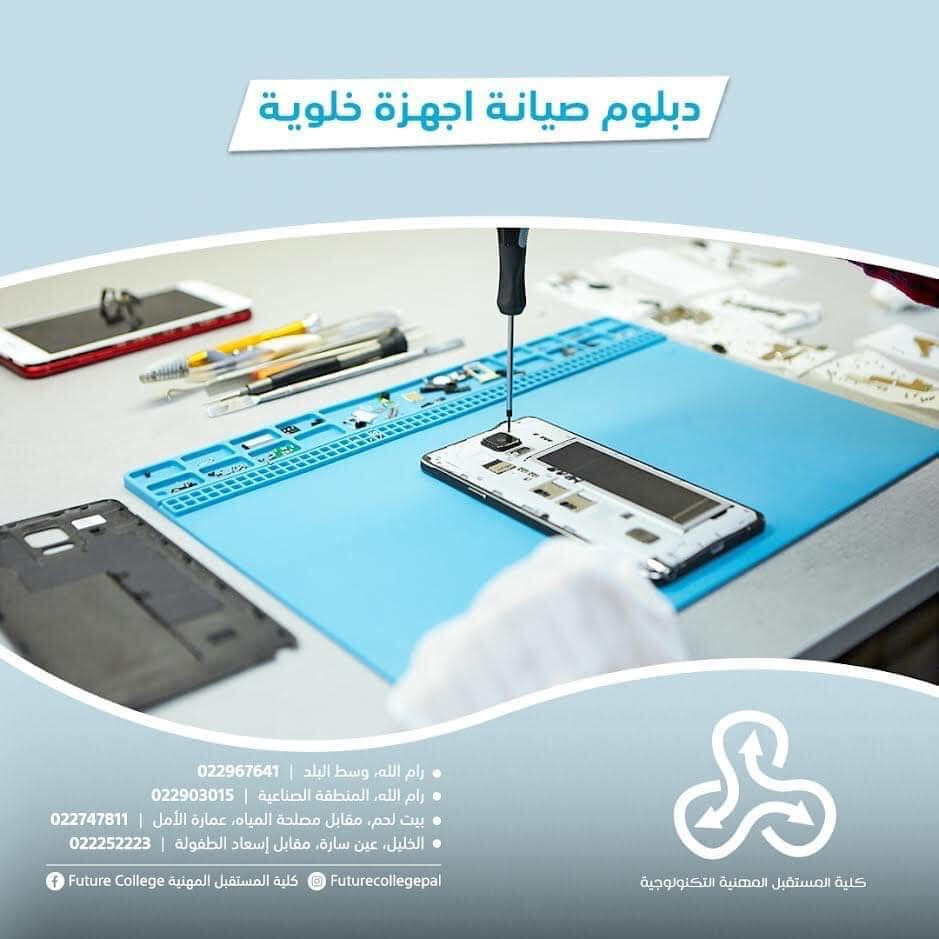 دبلوم صيانة اجهزة خلوية
رام الله، وسط البلد | 022967641
رام الله، المنطقة الصناعية | 022903015
بيت لحم، مقابل مصلحة المياه، عمارة الأمل | 022747811
الخليل، عين سارة، مقابل إسعاد الطفولة | 022252223
Future College كلية المستقبل المهنية Futurecollegepal
كلية المستقبل المهنية التكنولوجية